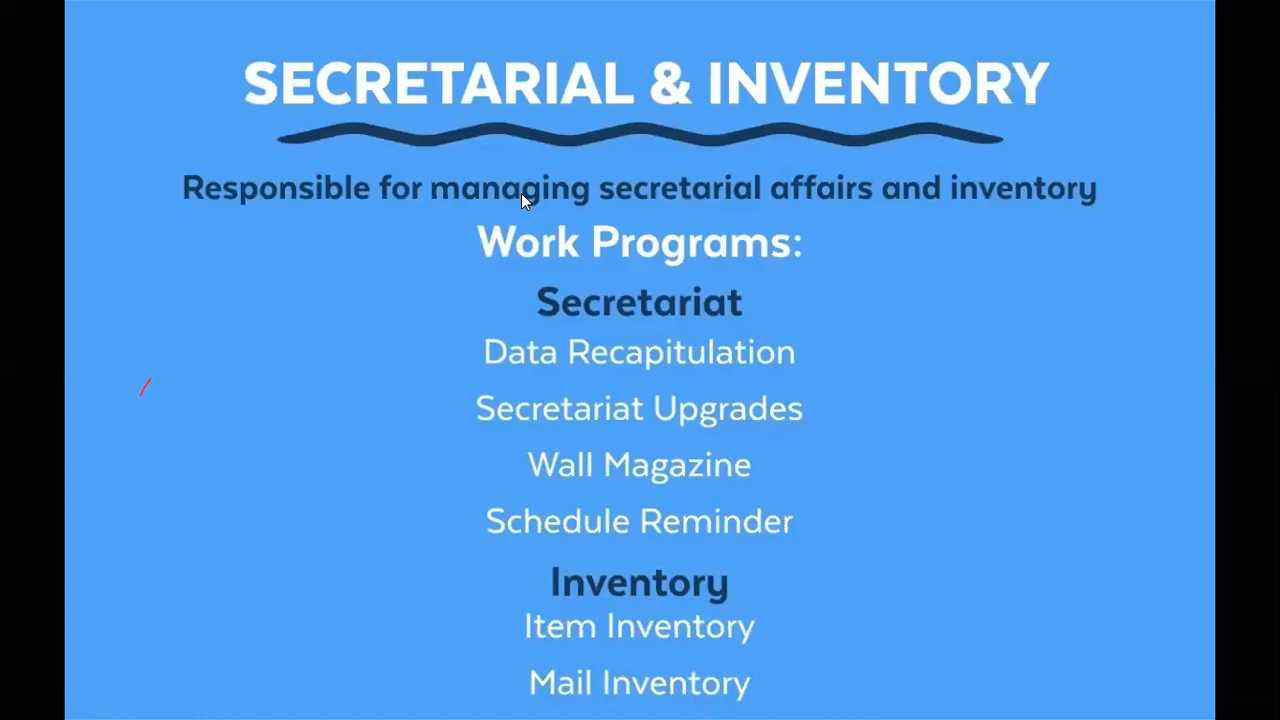 SECRETARIAL & INVENTORY
Responsible for managing secretarial affairs and inventory
Work Programs:
Secretariat
Data Recapitulation
Secretariat Upgrades
Wall Magazine
Schedule Reminder
Inventory
Item Inventory
Mail Inventory